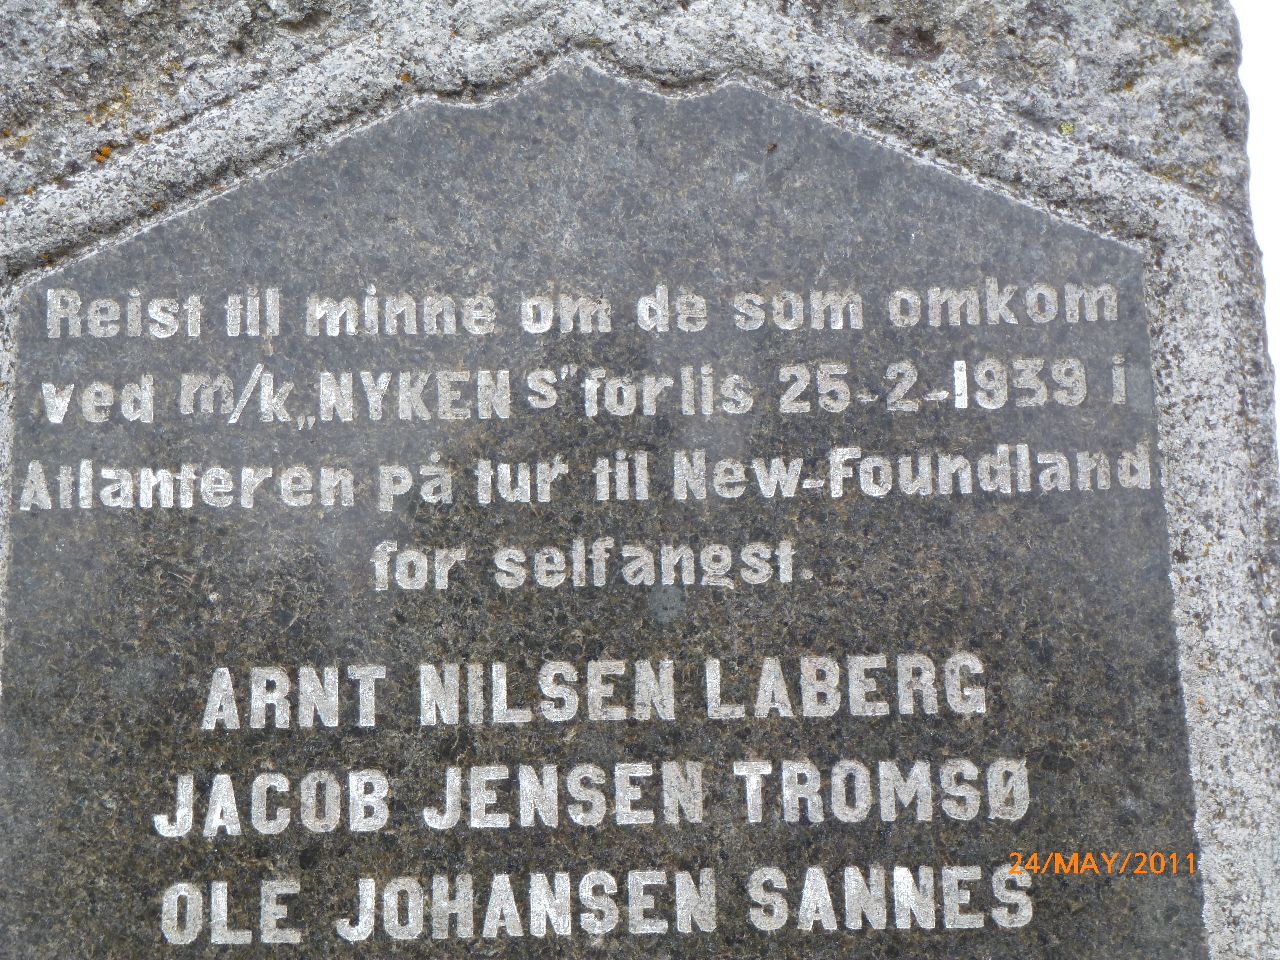 Reist til minne om de som omkom
ved m/k „NYKEN S" forlis 25-2-1939 i
Atlanteren på tur til New-Foundland
for selfangst.
ARNT NILSEN LABERG
JACOB JENSEN TROMSØ
OLE JOHANSEN SANNES
24/MAY/2011